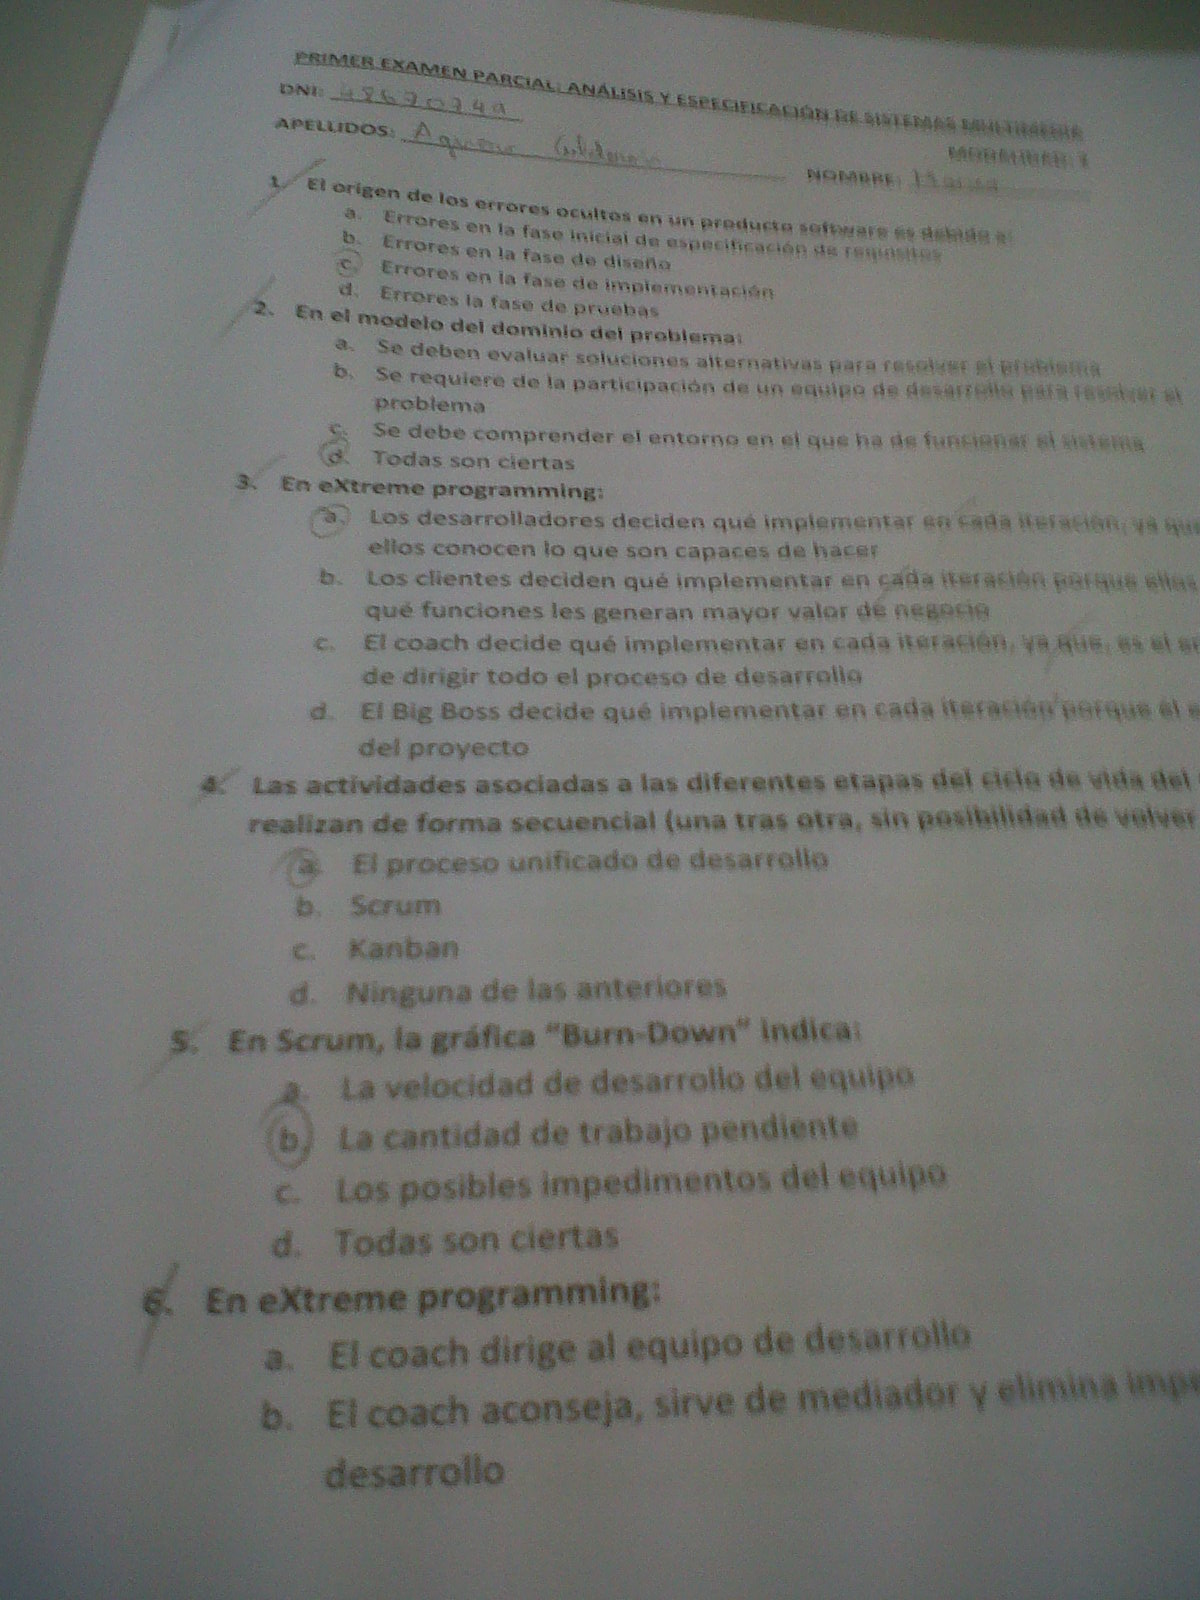 PRIMER EXAMEN PARCIAL: ANÁLISIS Y ESPECIFICACIÓN DE SISTEMAS MULTIMEDIA
MODALIDAD: 1
DNI:
APELLIDOS:
NOMBRE:
1. El origen de los errores ocultos en un producto software es debido a:
a. Errores en la fase inicial de especificación de requisitos
b. Errores en la fase de diseño
c. Errores en la fase de implementación
d. Errores la fase de pruebas
2. En el modelo del dominio del problema:
a. Se deben evaluar soluciones alternativas para resolver el problema
b. Se requiere de la participación de un equipo de desarrollo para resolver el
problema
c. Se debe comprender el entorno en el que ha de funcionar el sistema
d. Todas son ciertas
3. En eXtreme programming:
a. Los desarrolladores deciden qué implementar en cada iteración, ya que
ellos conocen lo que son capaces de hacer
b. Los clientes deciden qué implementar en cada iteración porque ellos
qué funciones les generan mayor valor de negocio
c. El coach decide qué implementar en cada iteración, ya que, es el
de dirigir todo el proceso de desarrollo
d. El Big Boss decide qué implementar en cada iteración porque él
del proyecto
4. Las actividades asociadas a las diferentes etapas del ciclo de vida del
realizan de forma secuencial (una tras otra, sin posibilidad de volver
a. El proceso unificado de desarrollo
b. Scrum
c. Kanban
d. Ninguna de las anteriores
5. En Scrum, la gráfica "Burn-Down" indica:
a. La velocidad de desarrollo del equipo
b. La cantidad de trabajo pendiente
c. Los posibles impedimentos del equipo
d. Todas son ciertas
6. En eXtreme programming:
a. El coach dirige al equipo de desarrollo
b. El coach aconseja, sirve de mediador y elimina
desarrollo